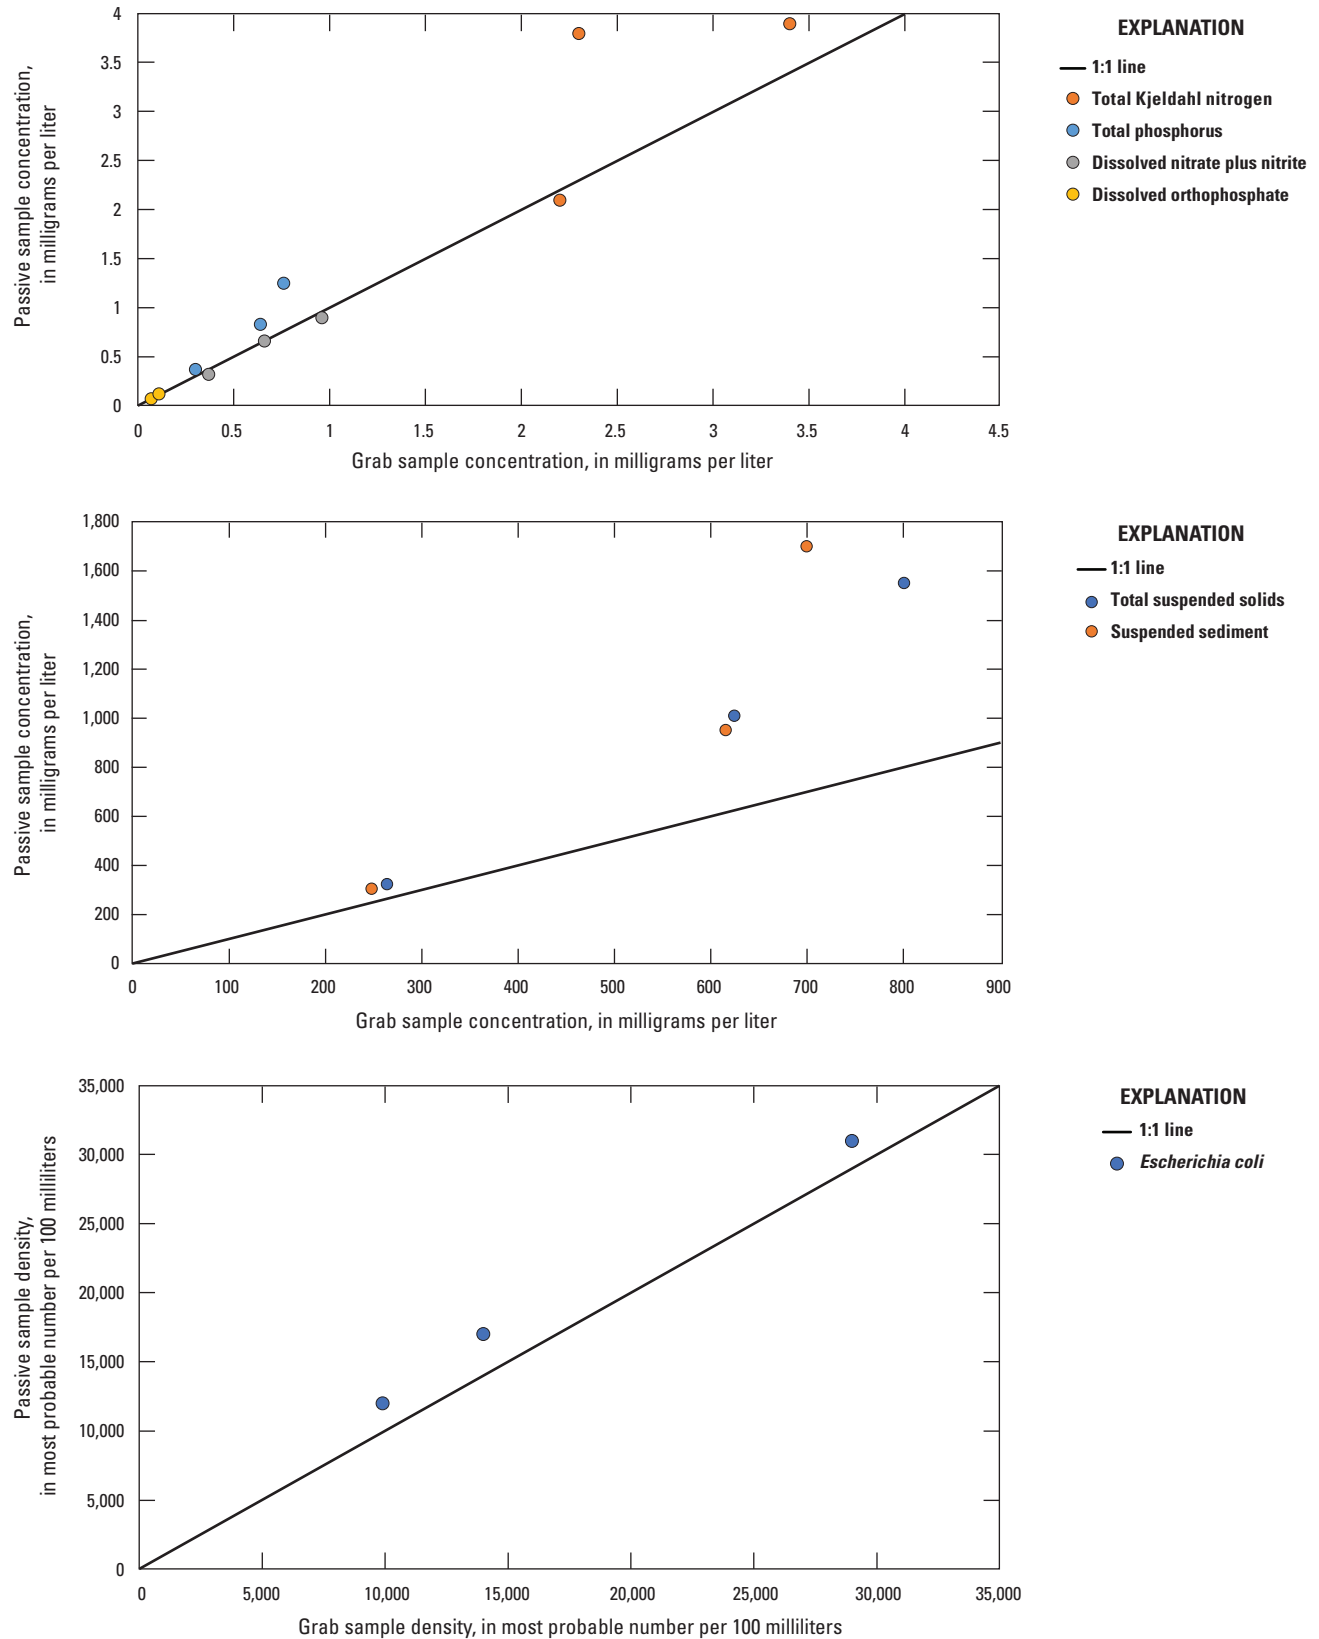 4
3.5
3
2.5
2
1.5
1
0.5
0
Passive sample concentration,
in milligrams per liter
0
0.5
1
1.5
2
2.5
3
3.5
4
4.5
Grab sample concentration, in milligrams per liter
EXPLANATION
1:1 line
Total Kjeldahl nitrogen
Total phosphorus
Dissolved nitrate plus nitrite
Dissolved orthophosphate
1,800
1,600
1,400
1,200
1,000
800
600
400
200
0
Passive sample concentration,
in milligrams per liter
0
100
200
300
400
500
600
700
800
900
Grab sample concentration, in milligrams per liter
EXPLANATION
1:1 line
Total suspended solids
Suspended sediment
35,000
30,000
25,000
20,000
15,000
10,000
5,000
0
Passive sample density,
in most probable number per 100 milliliters
0
5,000
10,000
15,000
20,000
25,000
30,000
35,000
Grab sample density, in most probable number per 100 milliliters
EXPLANATION
1:1 line
Escherichia coli